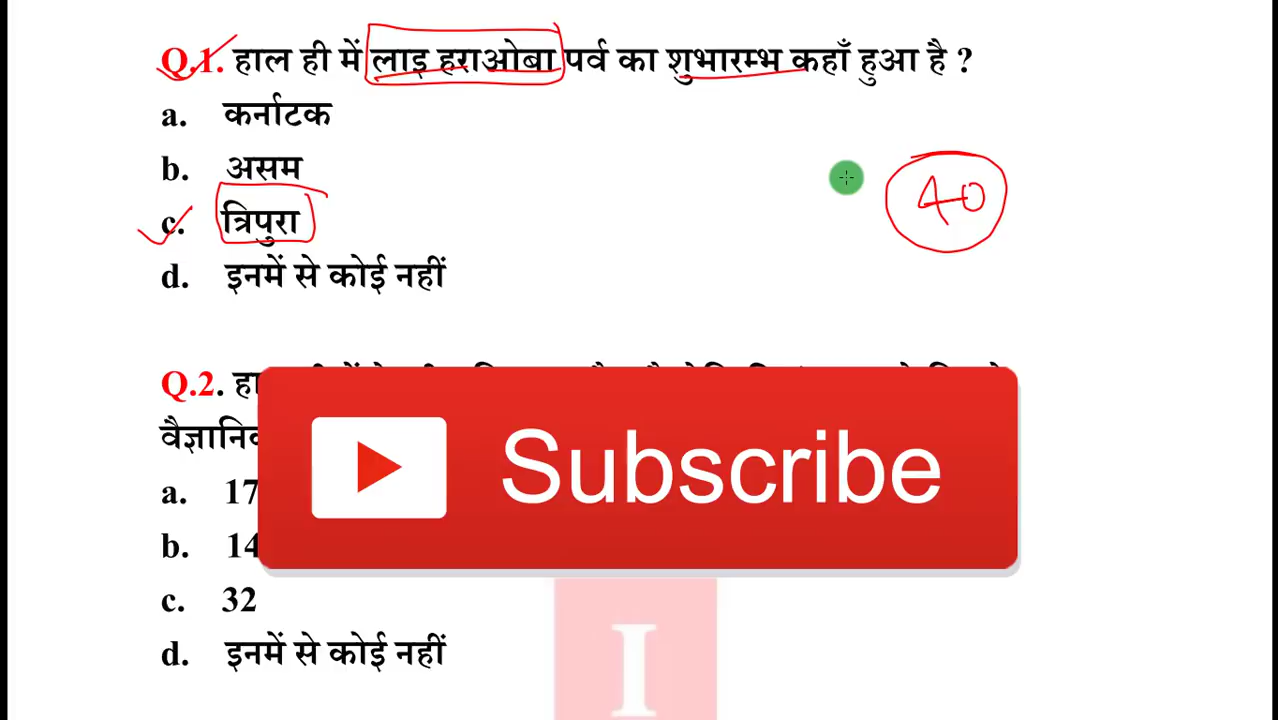 Q.1. हाल ही में लाइ हराओबा पर्व का शुभारम्भ कहाँ हुआ है ?
a. कर्नाटक
b. असम
40
c. त्रिपुरा
d. इनमें से कोई नहीं
Q.2.
वैज्ञानिक
Subscribe
a. 17
b. 14
c. 32
d. इनमें से कोई नहीं
I